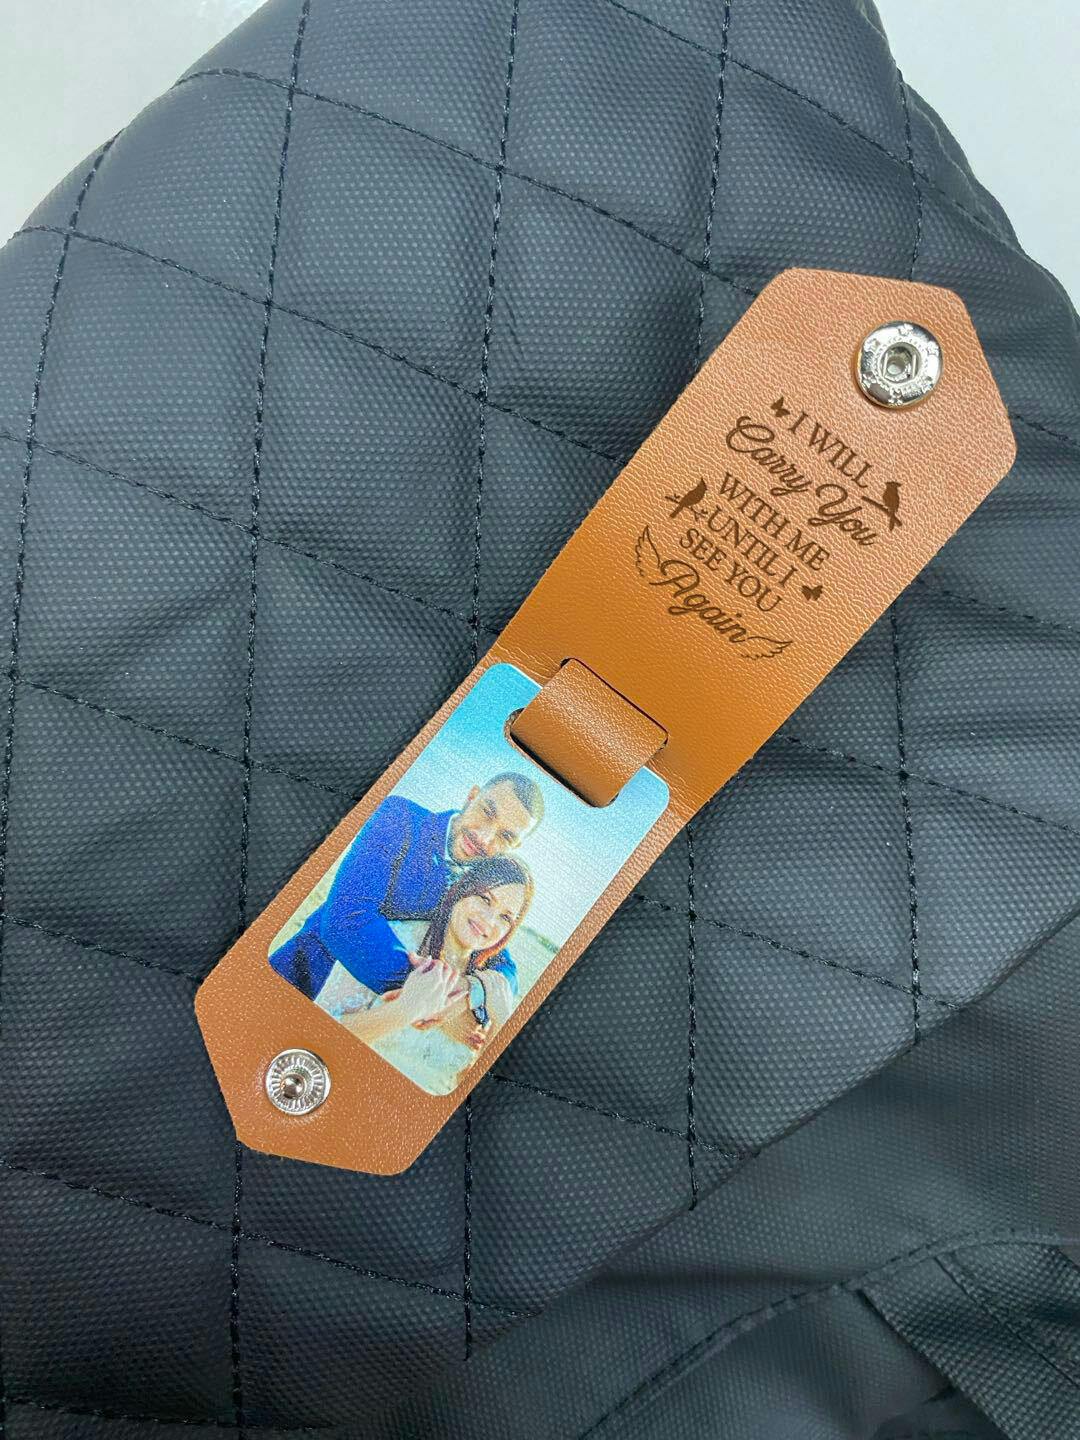 I WILL
Carry You
WITH ME
UNTIL I
SEE YOU
Again